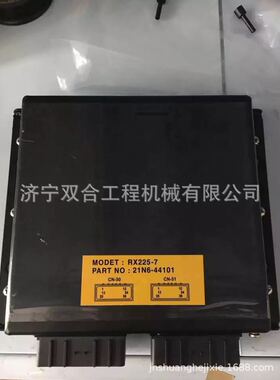 济宁双合工程机械有限公司
MODET : RX225-7
PART NO : 21N6-44101
CN-50 CN-51
jnshuanghejixie.1688.com